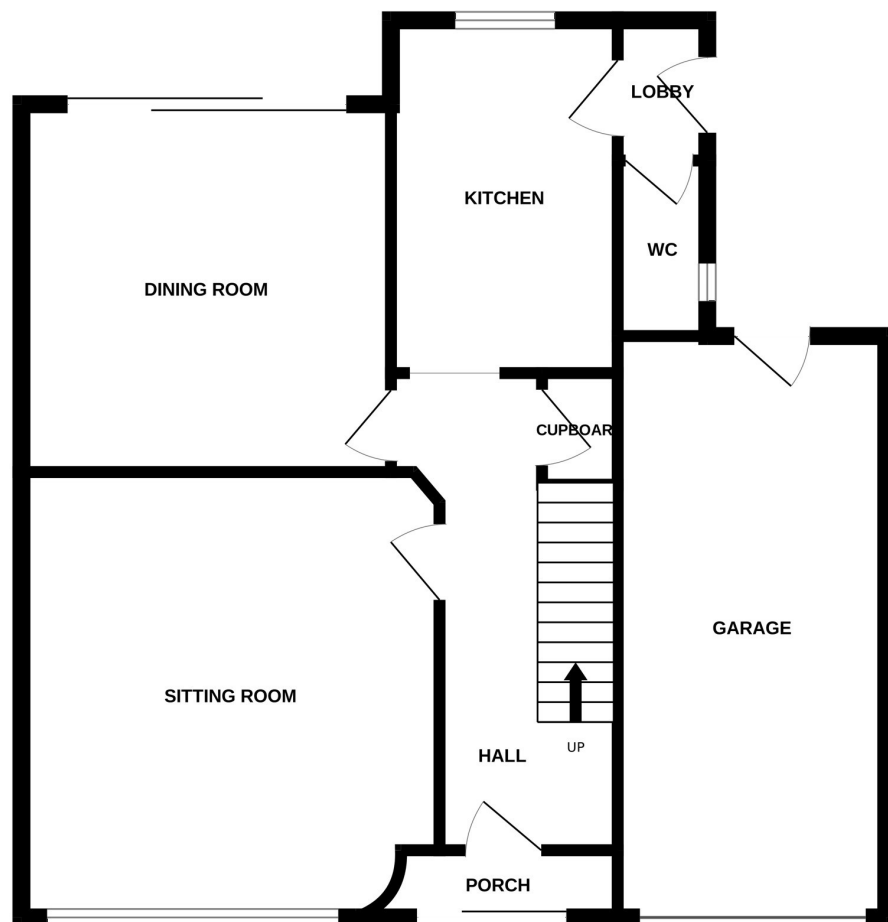 LOBBY
KITCHEN
WC
DINING ROOM
CUPBOAR
GARAGE
SITTING ROOM
UP
HALL
PORCH